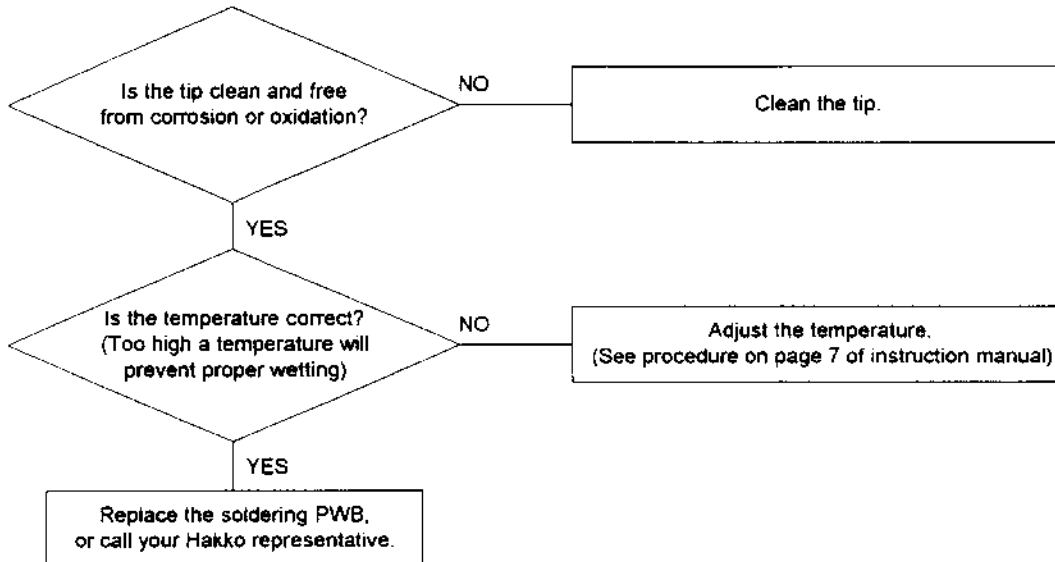 Is the tip clean and free
from corrosion or oxidation?
NO
Clean the tip.
YES
Is the temperature correct?
(Too high a temperature will
prevent proper wetting)
NO
Adjust the temperature.
(See procedure on page 7 of instruction manual)
YES
Replace the soldering PWB,
or call your Hakko representative.